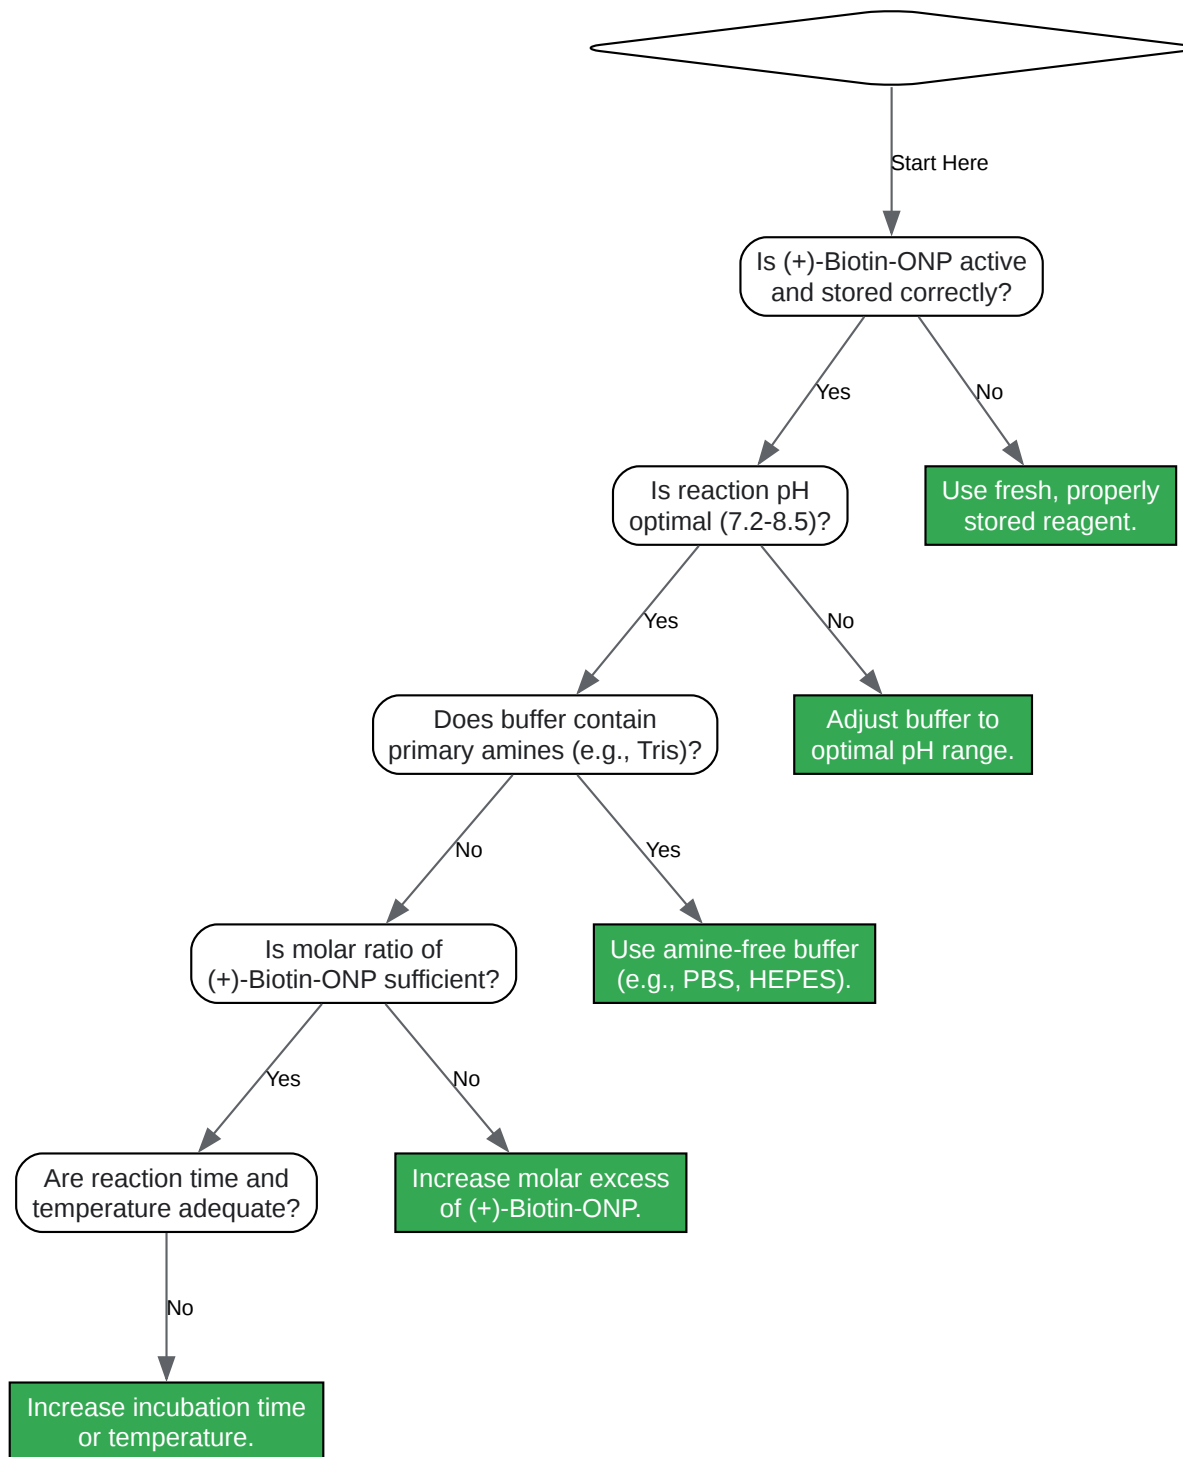 Start Here
Is (+)-Biotin-ONP active
and stored correctly?
Yes
No
Is reaction pH
optimal (7.2-8.5)?
Use fresh, properly
stored reagent.
Yes
No
Does buffer contain
primary amines (e.g., Tris)?
Adjust buffer to
optimal pH range.
No
Yes
Is molar ratio of
(+)-Biotin-ONP sufficient?
Use amine-free buffer
(e.g., PBS, HEPES).
Yes
No
Are reaction time and
temperature adequate?
Increase molar excess
of (+)-Biotin-ONP.
No
Increase incubation time
or temperature.